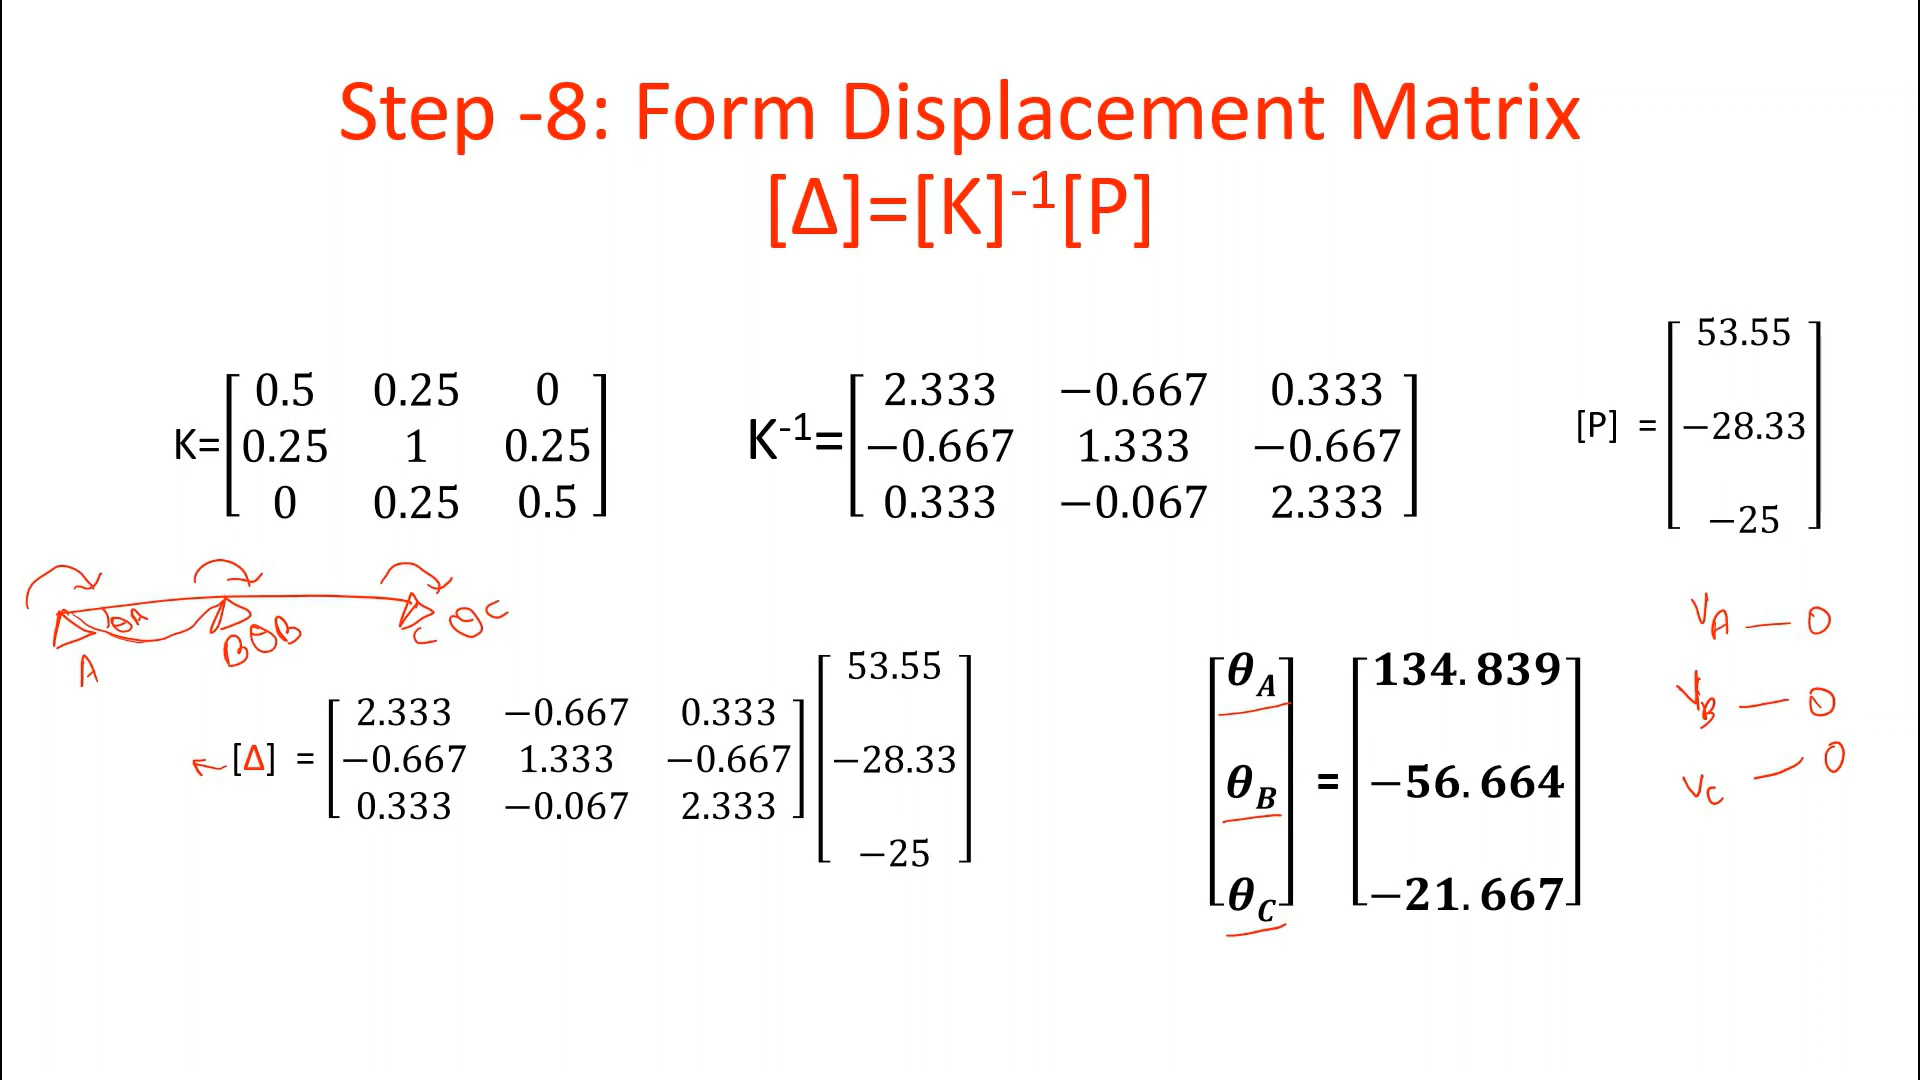 Step -8: Form Displacement Matrix
[Δ]=[K]⁻¹[P]
K= [0.5 0.25 0
0.25 1 0.25
0 0.25 0.5]
K⁻¹= [2.333 −0.667 0.333
−0.667 1.333 −0.667
0.333 −0.067 2.333]
[P] = [53.55
−28.33
−25]
θA
A
B θB
C θC
[Δ] = [2.333 −0.667 0.333
−0.667 1.333 −0.667
0.333 −0.067 2.333]
[53.55
−28.33
−25]
[θA
θB
θC]
=
[134.839
−56.664
−21.667]
VA — 0
VB — 0
VC — 0